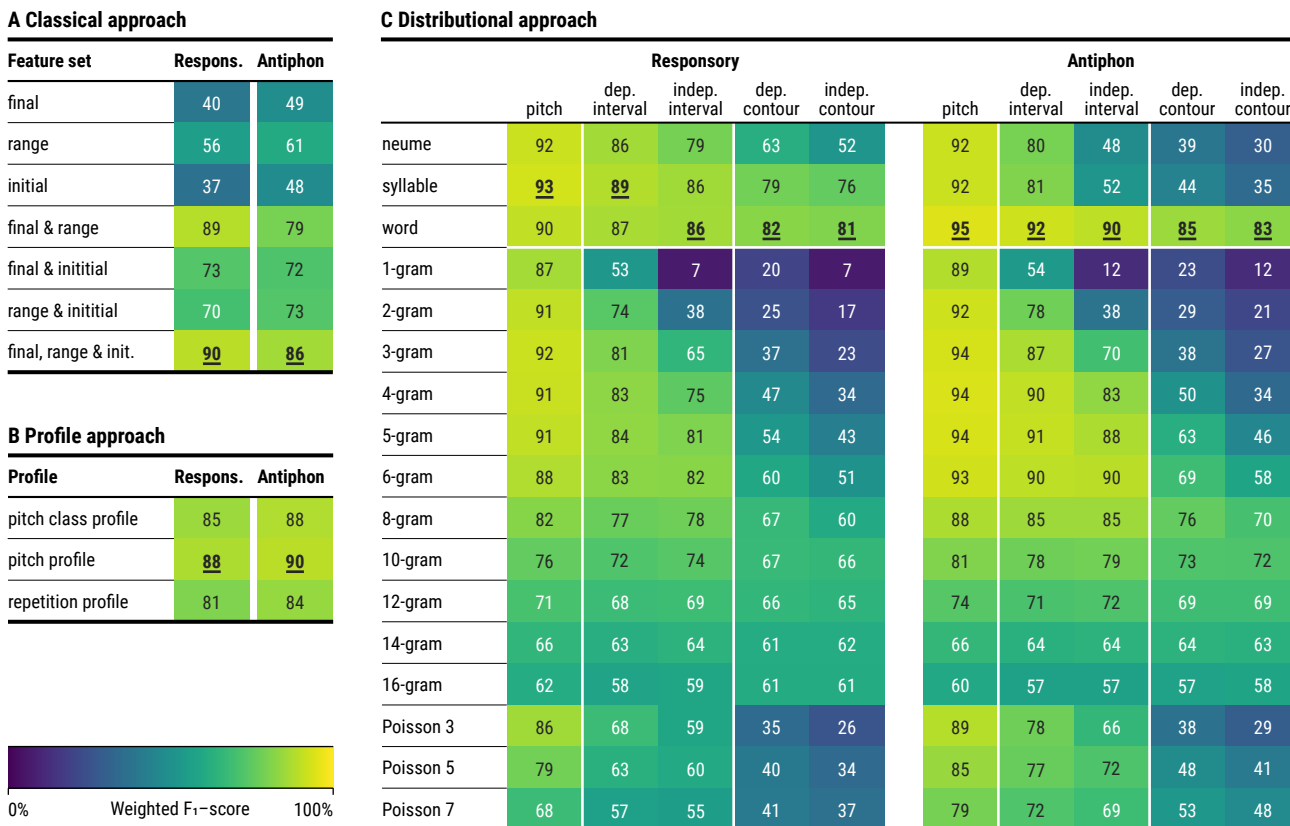 A Classical approach
Feature set Respons. Antiphon
final 40 49
range 56 61
initial 37 48
final & range 89 79
final & inititial 73 72
range & inititial 70 73
final, range & init. 90 86
B Profile approach
Profile Respons. Antiphon
pitch class profile 85 88
pitch profile 88 90
repetition profile 81 84
0% Weighted F₁–score 100%
C Distributional approach
Responsory Antiphon
dep. indep. dep. indep. dep. indep. dep. indep.
pitch interval interval contour contour pitch interval interval contour contour
neume 92 86 79 63 52 92 80 48 39 30
syllable 93 89 86 79 76 92 81 52 44 35
word 90 87 86 82 81 95 92 90 85 83
1-gram 87 53 7 20 7 89 54 12 23 12
2-gram 91 74 38 25 17 92 78 38 29 21
3-gram 92 81 65 37 23 94 87 70 38 27
4-gram 91 83 75 47 34 94 90 83 50 34
5-gram 91 84 81 54 43 94 91 88 63 46
6-gram 88 83 82 60 51 93 90 90 69 58
8-gram 82 77 78 67 60 88 85 85 76 70
10-gram 76 72 74 67 66 81 78 79 73 72
12-gram 71 68 69 66 65 74 71 72 69 69
14-gram 66 63 64 61 62 66 64 64 64 63
16-gram 62 58 59 61 61 60 57 57 57 58
Poisson 3 86 68 59 35 26 89 78 66 38 29
Poisson 5 79 63 60 40 34 85 77 72 48 41
Poisson 7 68 57 55 41 37 79 72 69 53 48